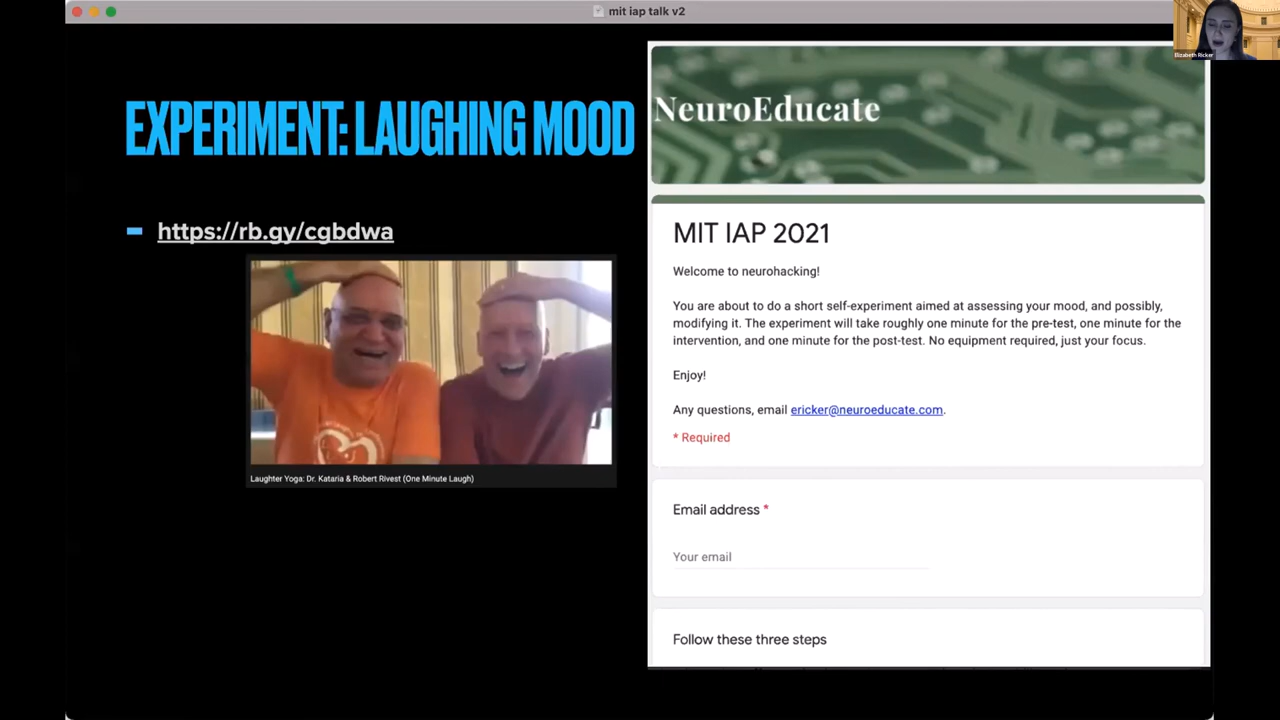 mit iap talk v2
Elizabeth Ricker
EXPERIMENT: LAUGHING MOOD
https://rb.gy/cgbdwa
Laughter Yoga: Dr. Kataria & Robert Rivest (One Minute Laugh)
NeuroEducate
MIT IAP 2021
Welcome to neurohacking!
You are about to do a short self-experiment aimed at assessing your mood, and possibly,
modifying it. The experiment will take roughly one minute for the pre-test, one minute for the
intervention, and one minute for the post-test. No equipment required, just your focus.
Enjoy!
Any questions, email ericker@neuroeducate.com.
* Required
Email address *
Your email
Follow these three steps